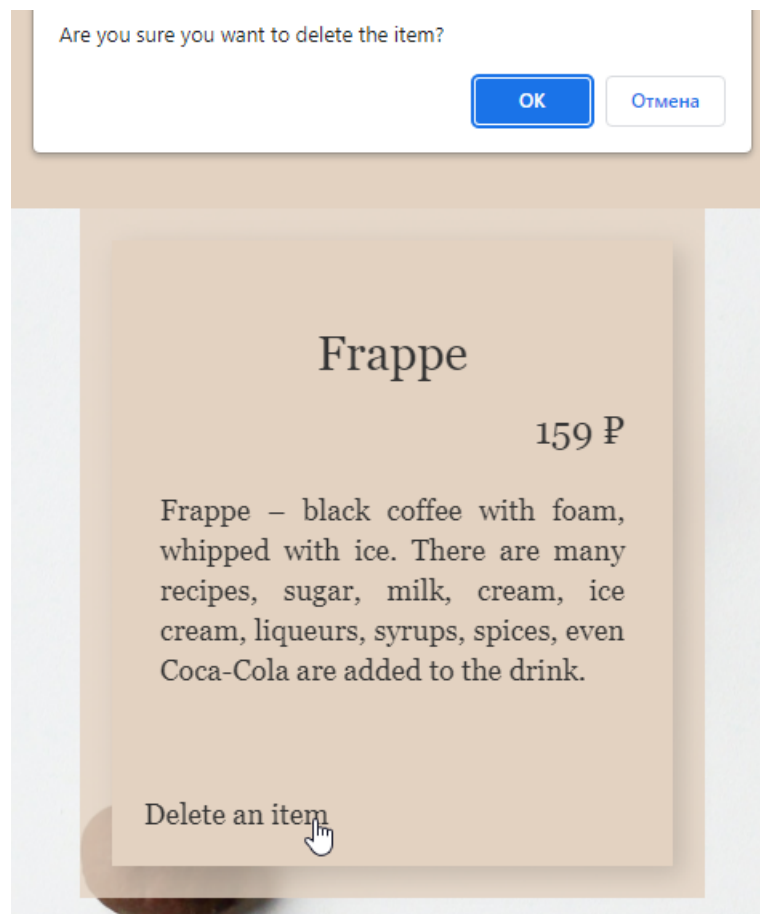 Are you sure you want to delete the item?
ОК Отмена
Frappe
159 ₽
Frappe – black coffee with foam,
whipped with ice. There are many
recipes, sugar, milk, cream, ice
cream, liqueurs, syrups, spices, even
Coca-Cola are added to the drink.
Delete an item